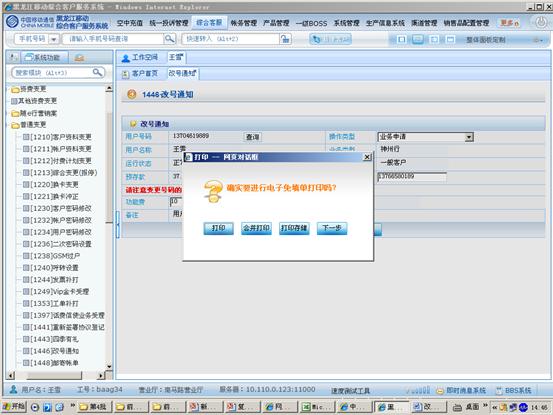 黑龙江移动综合客户服务系统 - Windows Internet Explorer
中国移动通信 CHINA MOBILE
黑龙江移动
综合客户服务系统
空中充值 统一投诉管理 综合客服 帐务管理 产品管理 一级BOSS 系统管理 生产信息系统 渠道管理 销售品配置管理 更多
手机号码 请输入手机号码查询 快速转入 (Alt+2) 整体面板定制
系统功能
工作空间 王雪
搜索模块 (Alt+3)
客户首页 改号通知
资费变更
其他资费变更
随e行营销案
普通变更
[1210]客户资料变更
[1211]帐户资料变更
[1212]付费计划变更
[1213]综合变更(报停)
[1220]换卡变更
[1221]换卡冲正
[1230]客户密码修改
[1232]帐户密码修改
[1234]用户密码修改
[1236]二次密码设置
[1238]GSM过户
[1240]呼转设置
[1244]发票补打
[1249]Vip金卡受理
[1353]工单补打
[1397]话费信使业务受理
[1441]重新签署协议登记
[1443]四季有礼
[1446]改号通知
[1448]邮寄帐单
1446·改号通知
改号通知
用户号码 13704619889 查询 操作类型 业务申请
用户名称 王雪 业务类型 神州行
运行状态 正常 一般客户
预存款 37. 13766580189
请注意变更号码的
功能费 10
备注 用户
打印 -- 网页对话框
确实要进行电子免填单打印吗?
打印 合并打印 打印存储 下一步
用户名：王雪 工号：baag34 营业厅：南马路营业厅 服务器：10.110.0.123:11000 速度测试工具 即时消息系统 BBS系统
开始 第4批 前... 前... 新... 复... 网... Mic... 中... 黑... 改... 桌面 14:46